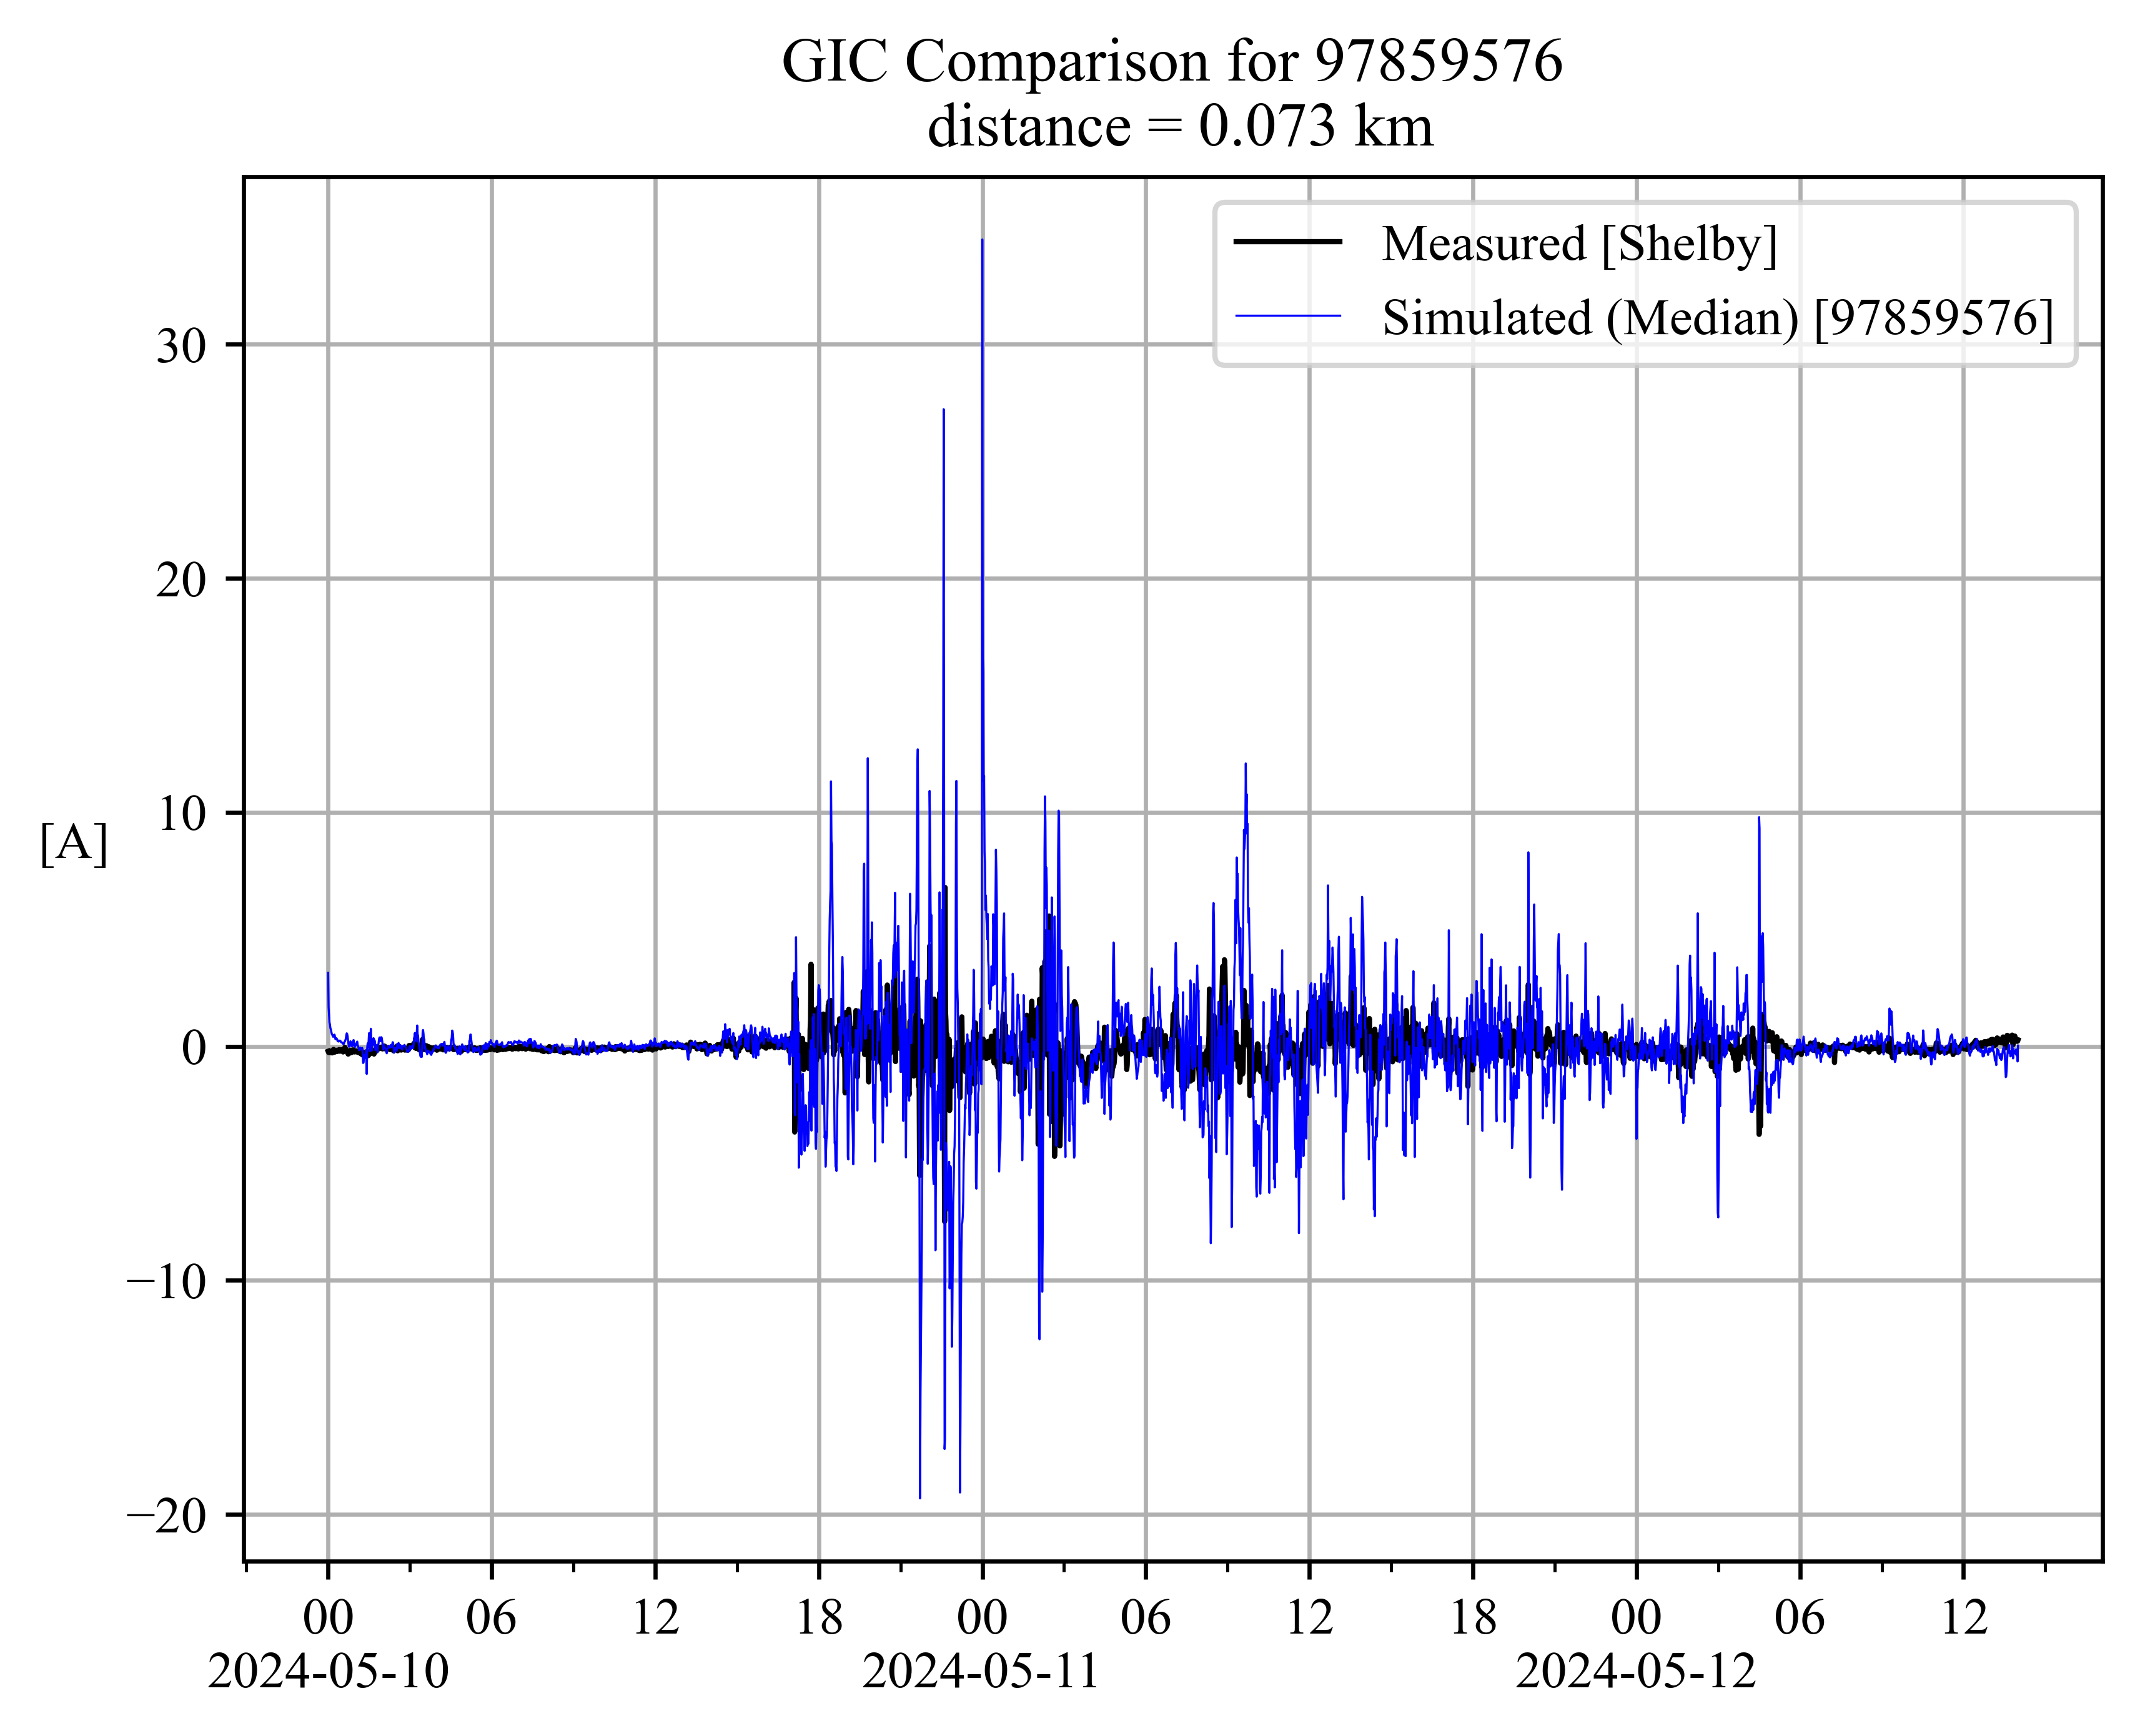 GIC Comparison for 97859576
distance = 0.073 km
Measured [Shelby]
Simulated (Median) [97859576]
[A]
30
20
10
0
−10
−20
00 06 12 18 00 06 12 18 00 06 12
2024-05-10 2024-05-11 2024-05-12